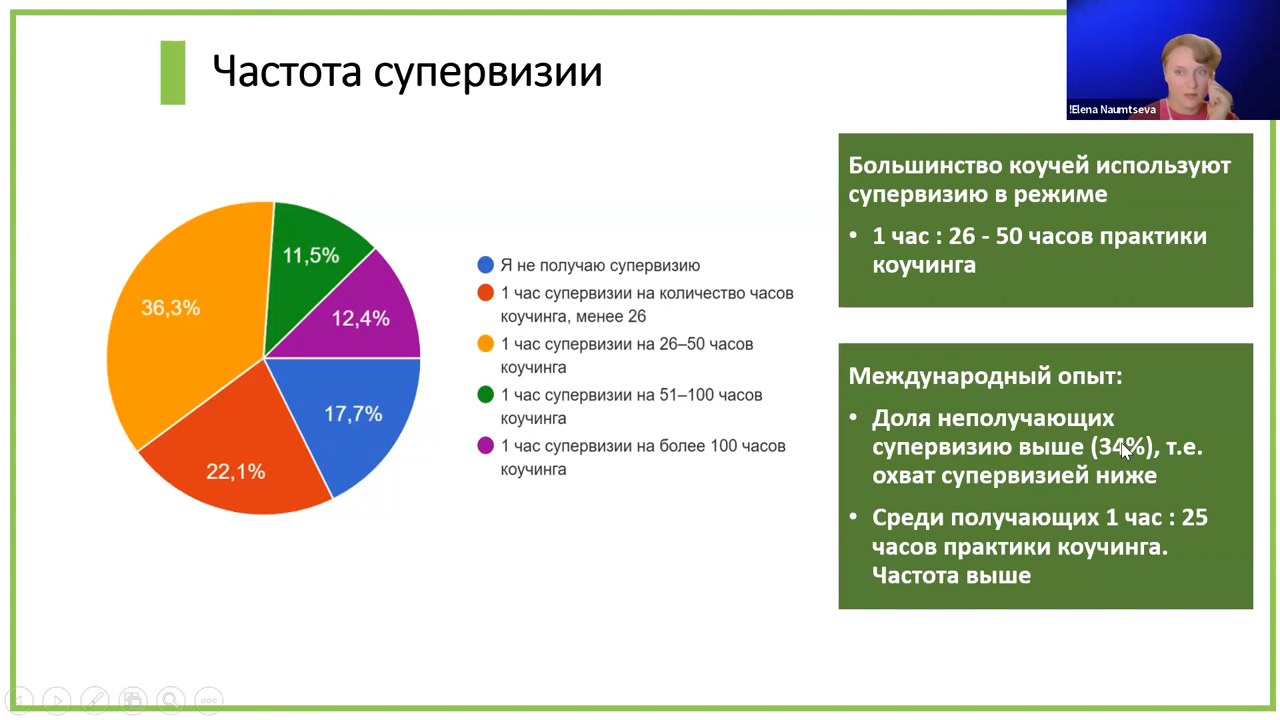 Частота супервизии
!Elena Naumtseva
36,3%
11,5%
12,4%
17,7%
22,1%
Я не получаю супервизию
1 час супервизии на количество часов
коучинга, менее 26
1 час супервизии на 26–50 часов
коучинга
1 час супервизии на 51–100 часов
коучинга
1 час супервизии на более 100 часов
коучинга
Большинство коучей используют
супервизию в режиме
• 1 час : 26 - 50 часов практики
коучинга
Международный опыт:
• Доля неполучающих
супервизию выше (34%), т.е.
охват супервизией ниже
• Среди получающих 1 час : 25
часов практики коучинга.
Частота выше